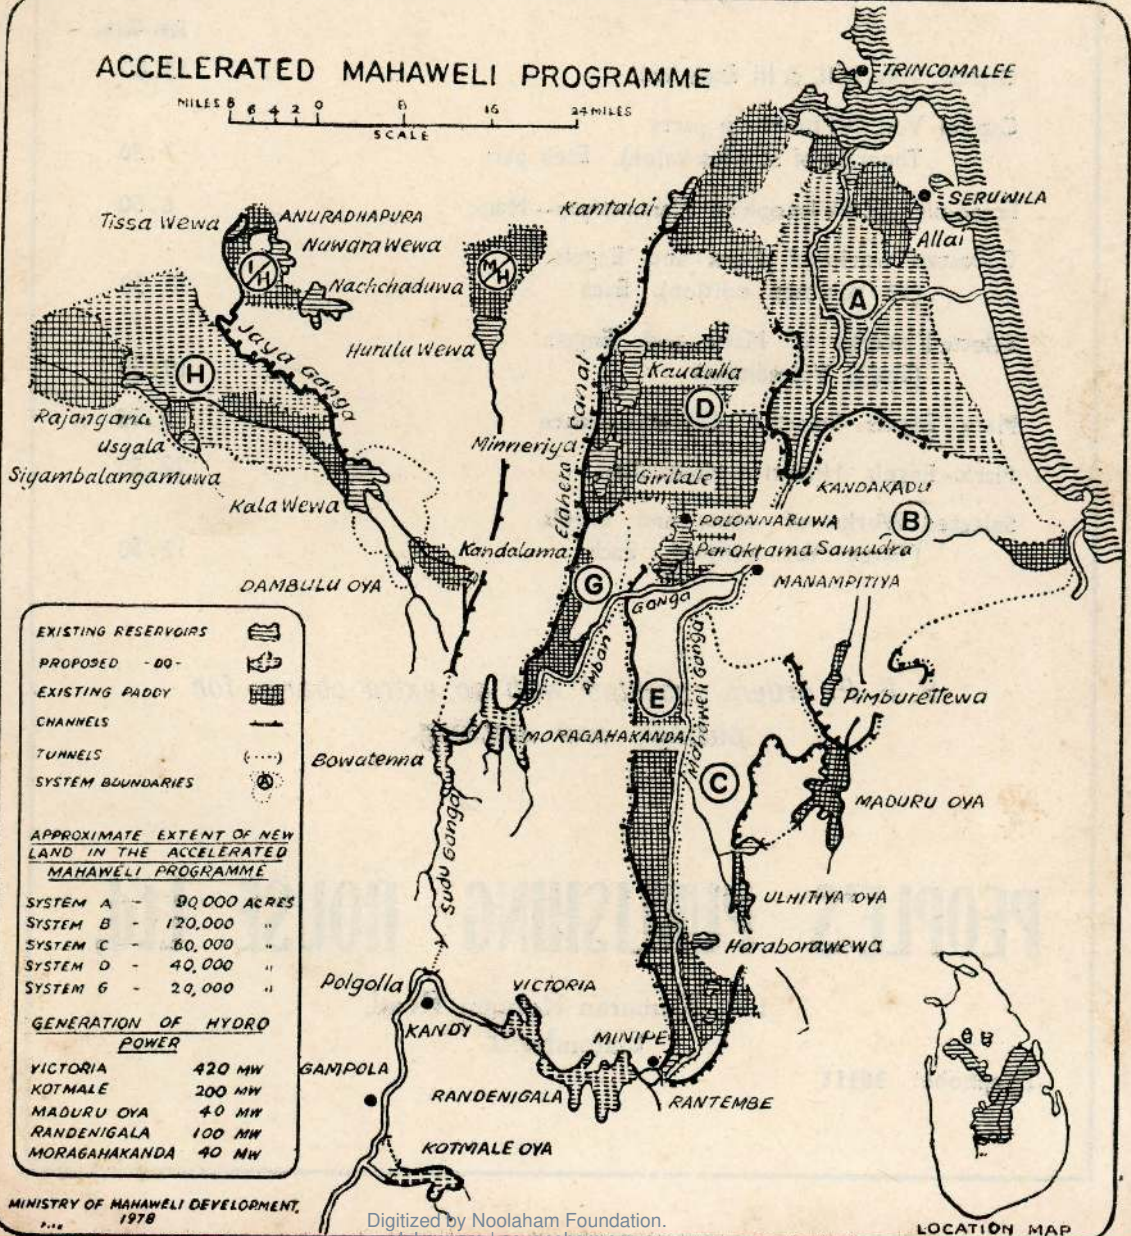 ACCELERATED MAHAWELI PROGRAMME
MILES 8 6 4 2 0 8 16 24 MILES
SCALE
TRINCOMALEE
SERUWILA
Allai
Kantalai
Tissa Wewa
ANURADHAPURA
Nuwara Wewa
I/H
M/H
Nachchaduwa
Hurulu Wewa
Jaya Ganga
H
A
Kaudulla
D
Elahera Canal
Minneriya
Giritale
Rajangana
Usgala
Siyambalangamuwa
Kala Wewa
KANDAKADU
B
POLONNARUWA
Parakrama Samudra
Kandalama
G
MANAMPITIYA
DAMBULU OYA
Amban Ganga
Mahaweli Ganga
E
Pimburettewa
MORAGAHAKANDA
Bowatenna
C
MADURU OYA
Sudu Ganga
ULHITIYA OYA
Horaborawewa
Polgolla
VICTORIA
KANDY
MINIPE
GAMPOLA
RANDENIGALA
RANTEMBE
KOTMALE OYA
EXISTING RESERVOIRS
PROPOSED -DO-
EXISTING PADDY
CHANNELS
TUNNELS
SYSTEM BOUNDARIES A
APPROXIMATE EXTENT OF NEW
LAND IN THE ACCELERATED
MAHAWELI PROGRAMME
SYSTEM A - 90,000 ACRES
SYSTEM B - 120,000 "
SYSTEM C - 60,000 "
SYSTEM D - 40,000 "
SYSTEM G - 20,000 "
GENERATION OF HYDRO
POWER
VICTORIA 420 MW
KOTMALE 200 MW
MADURU OYA 40 MW
RANDENIGALA 100 MW
MORAGAHAKANDA 40 MW
MINISTRY OF MAHAWELI DEVELOPMENT,
1978
LOCATION MAP
Digitized by Noolaham Foundation.